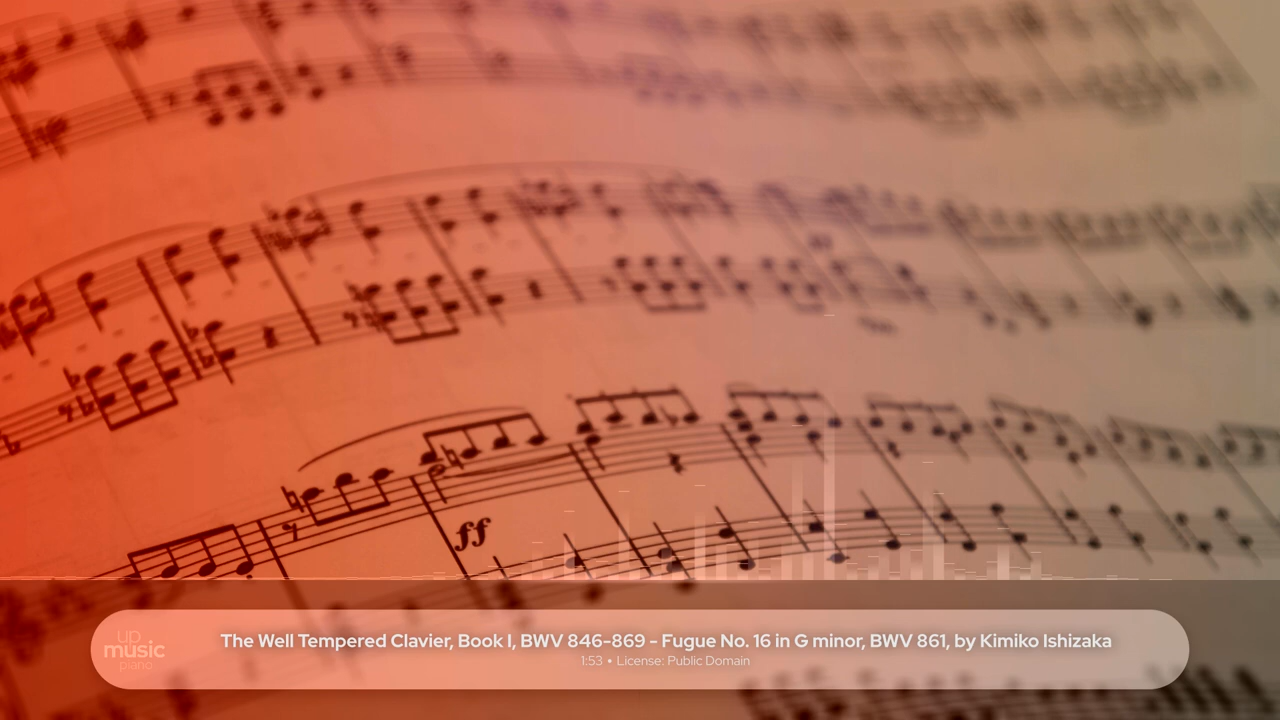 ff
up
music
piano
The Well Tempered Clavier, Book I, BWV 846-869 - Fugue No. 16 in G minor, BWV 861, by Kimiko Ishizaka
1:53 • License: Public Domain